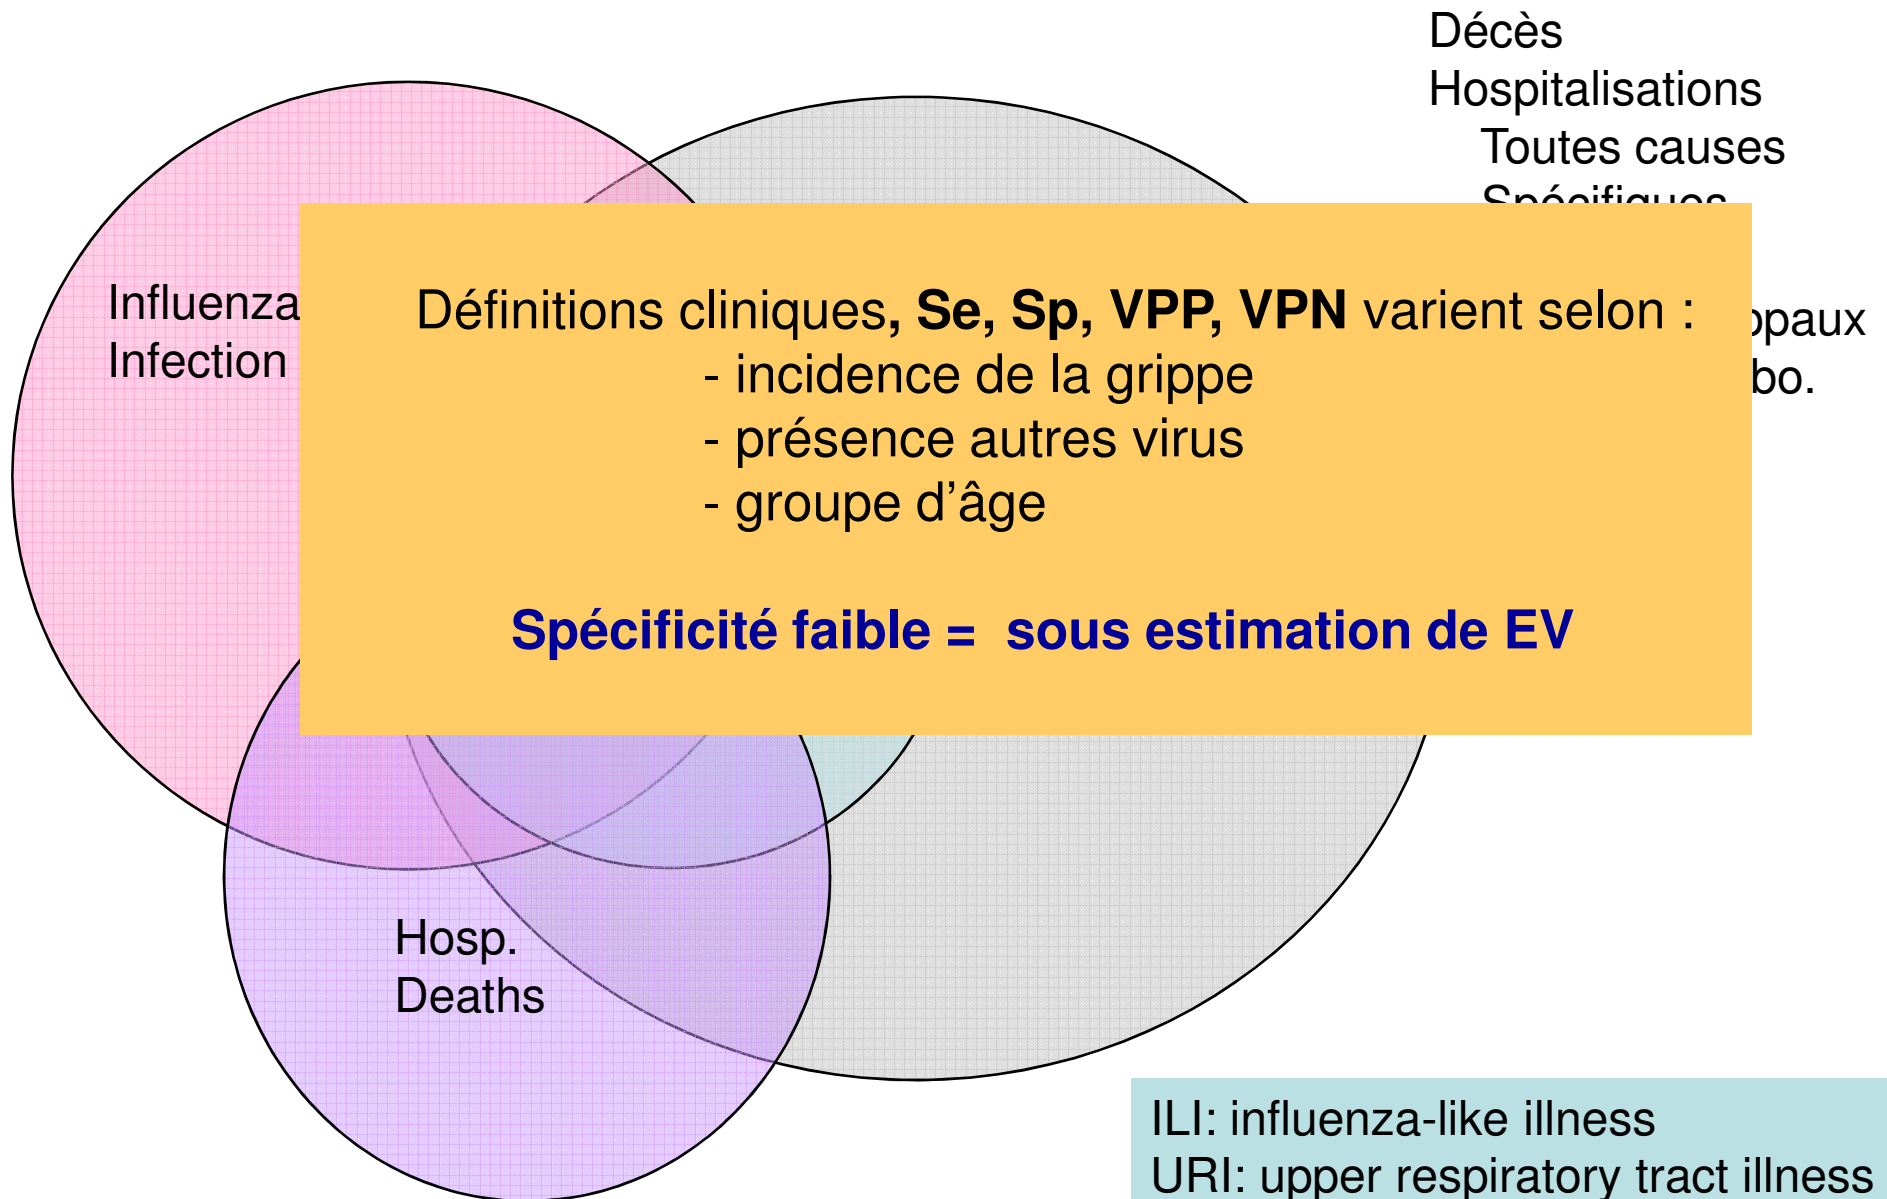 Décès
Hospitalisations
Toutes causes
Spécifiques
Influenza
Infection
Définitions cliniques, Se, Sp, VPP, VPN varient selon :
- incidence de la grippe
- présence autres virus
- groupe d’âge
Spécificité faible = sous estimation de EV
Hosp.
Deaths
ILI: influenza-like illness
URI: upper respiratory tract illness